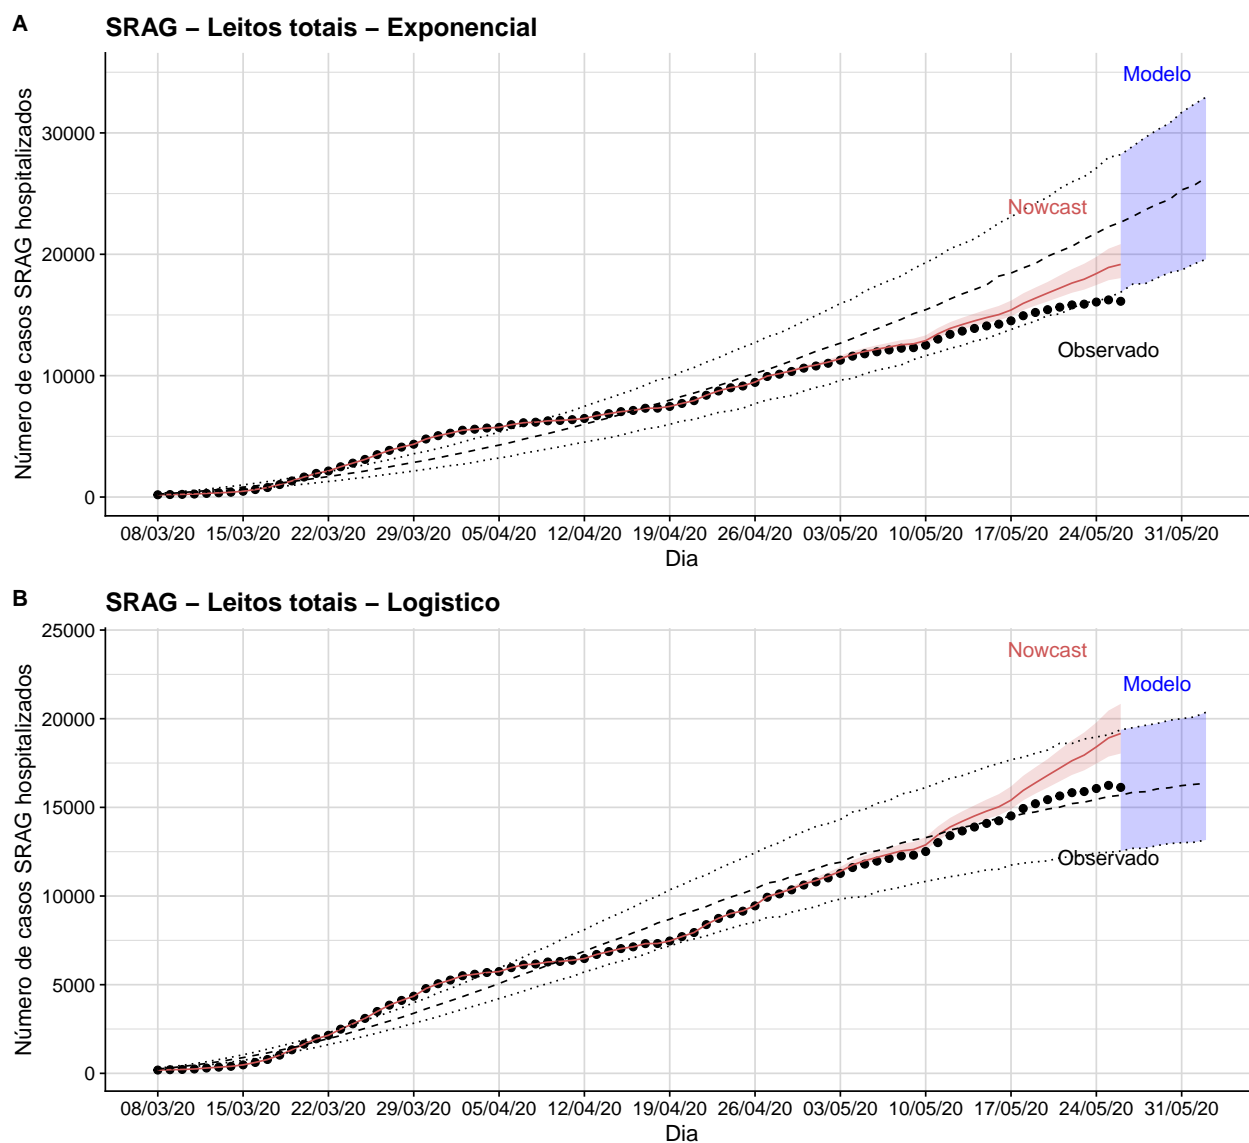 A
SRAG – Leitos totais – Exponencial
Número de casos SRAG hospitalizados
30000
20000
10000
0
Modelo
Nowcast
Observado
08/03/20 15/03/20 22/03/20 29/03/20 05/04/20 12/04/20 19/04/20 26/04/20 03/05/20 10/05/20 17/05/20 24/05/20 31/05/20
Dia
B
SRAG – Leitos totais – Logistico
Número de casos SRAG hospitalizados
25000
20000
15000
10000
5000
0
Nowcast
Modelo
Observado
08/03/20 15/03/20 22/03/20 29/03/20 05/04/20 12/04/20 19/04/20 26/04/20 03/05/20 10/05/20 17/05/20 24/05/20 31/05/20
Dia